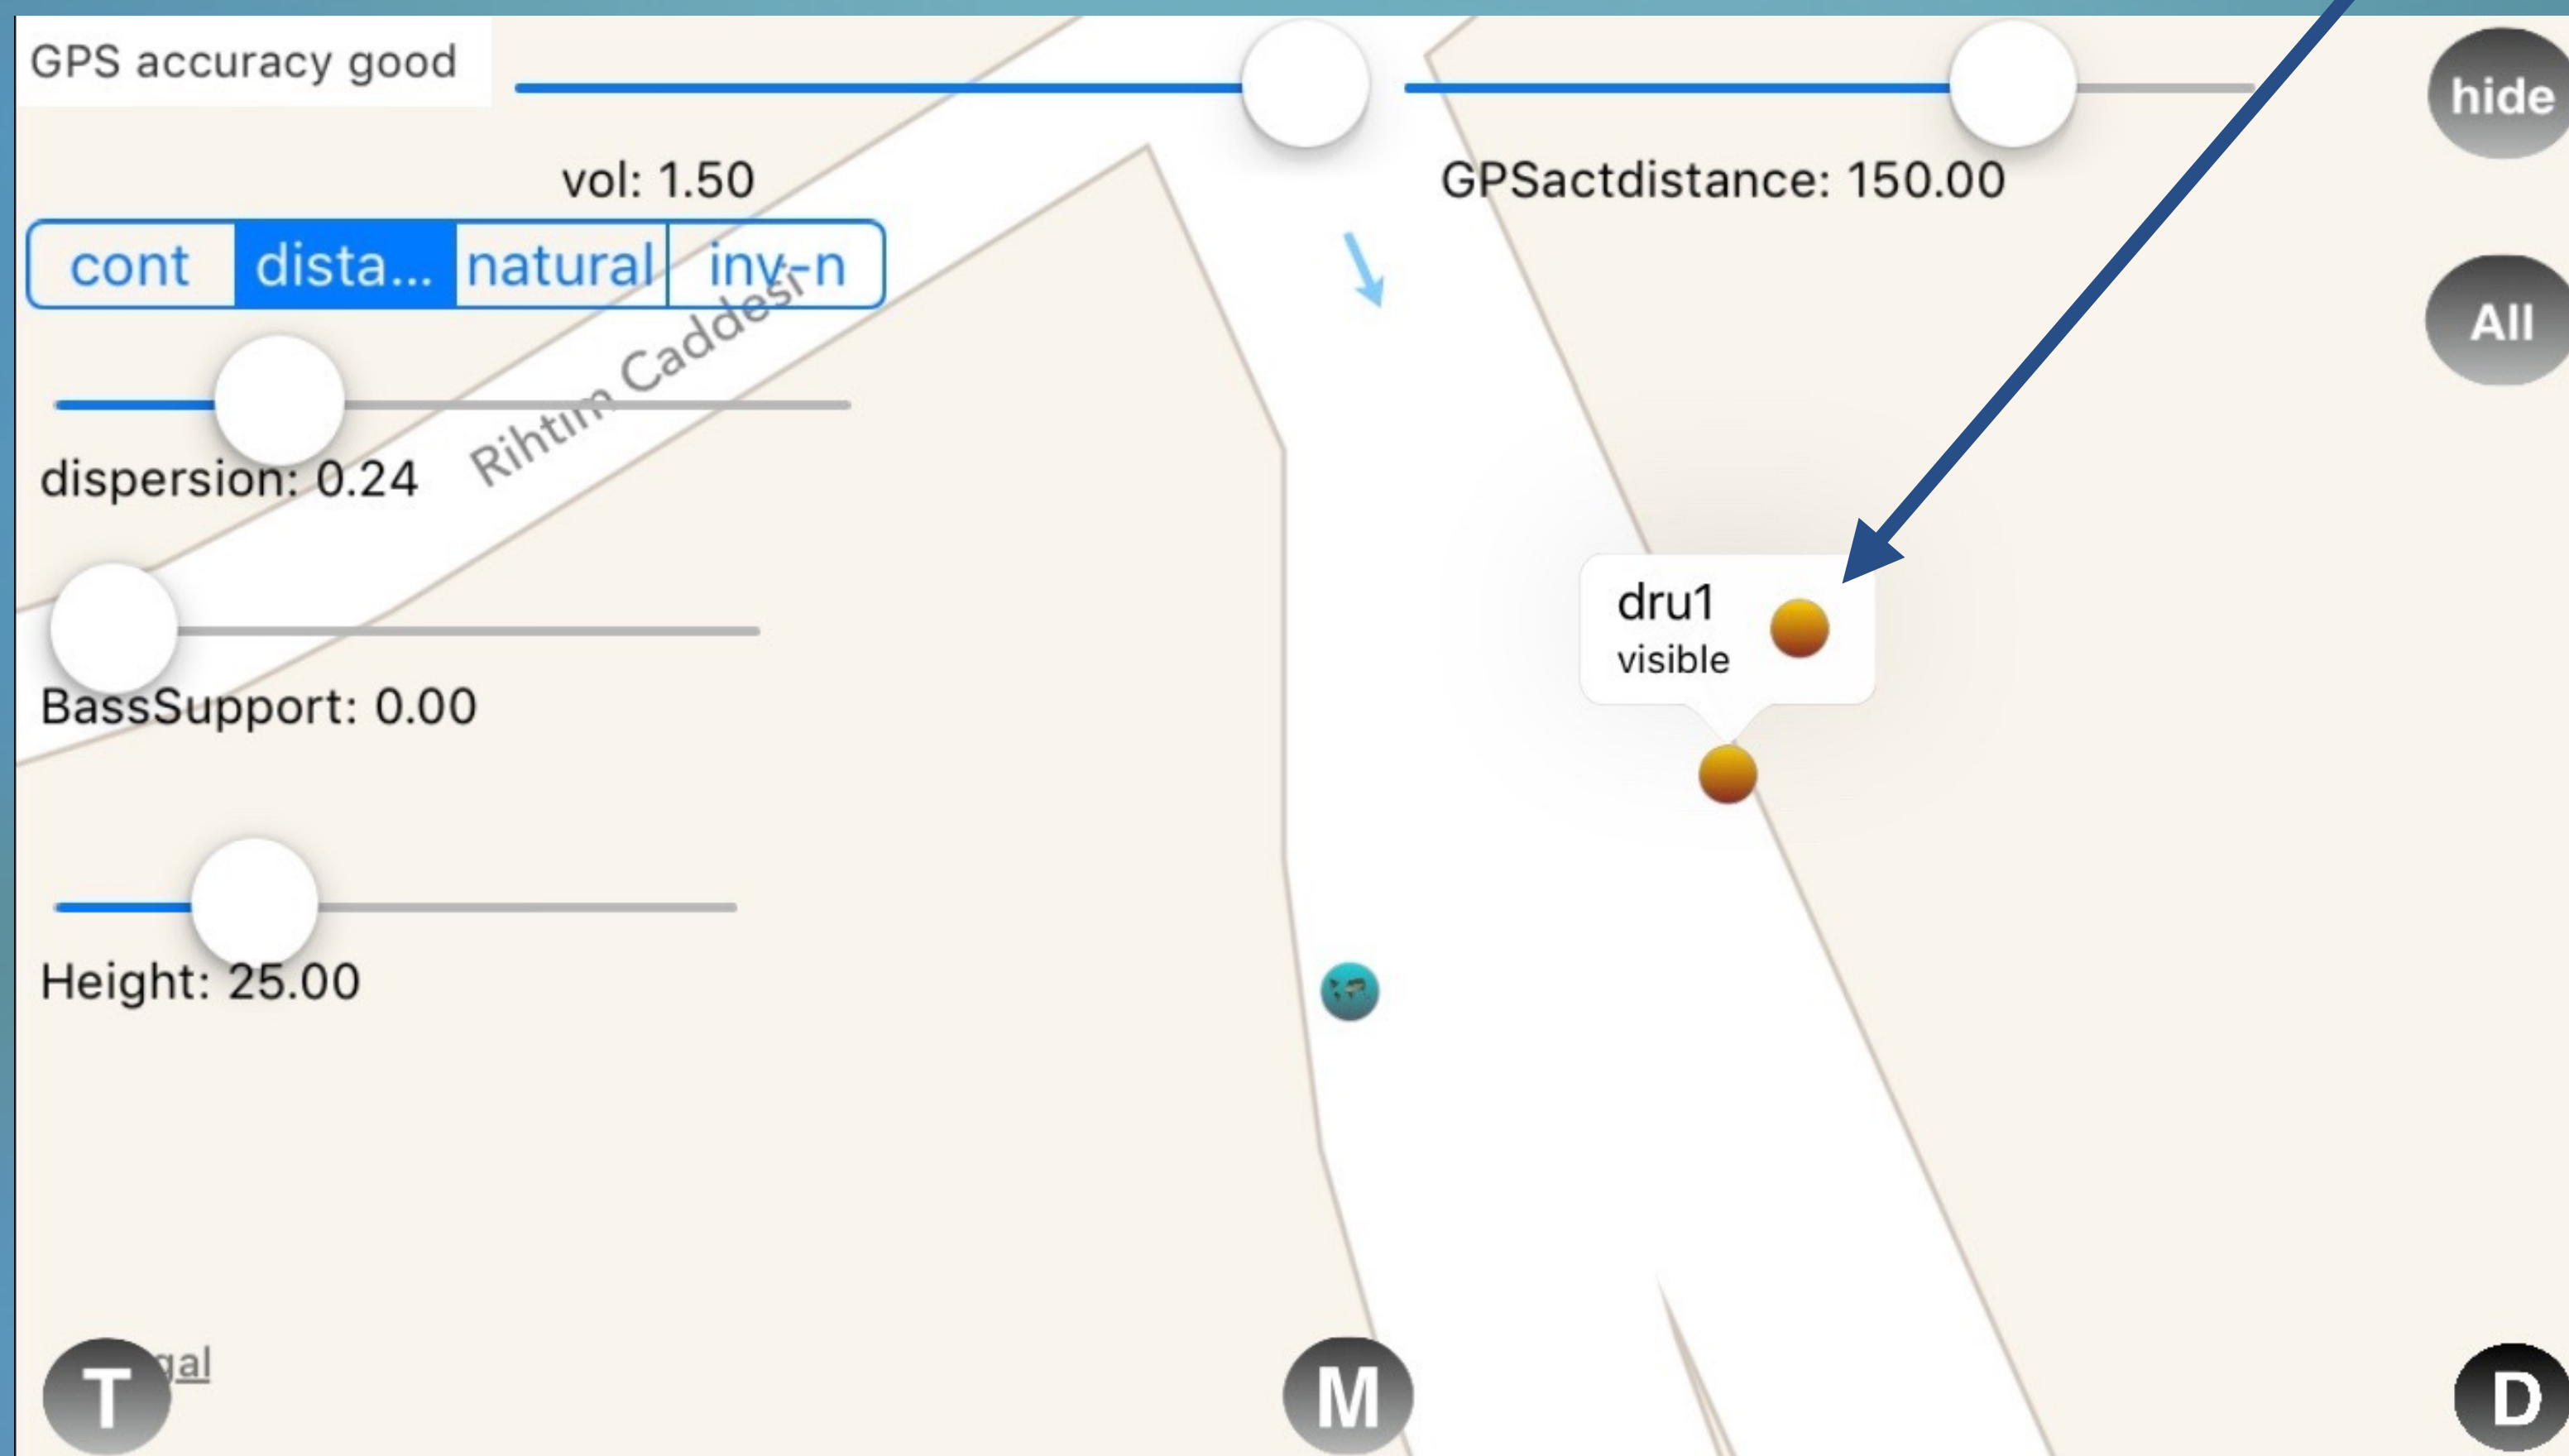 GPS accuracy good
hide
vol: 1.50
GPSactdistance: 150.00
cont dista... natural inv-n
All
Rihtim Caddesi
dispersion: 0.24
dru1
visible
BassSupport: 0.00
Height: 25.00
gal
T
M
D